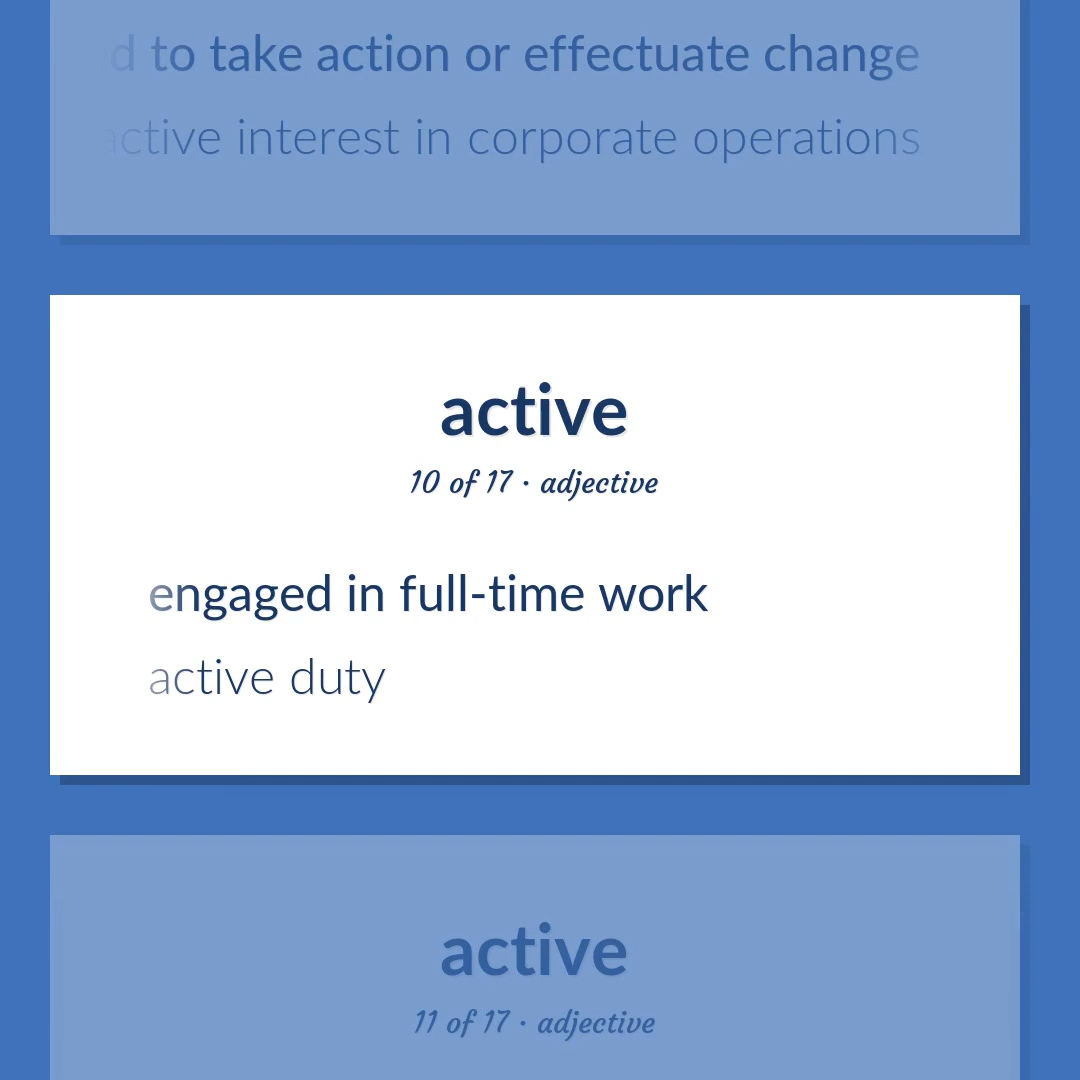 to take action or effectuate change
active interest in corporate operations
active
10 of 17 · adjective
engaged in full-time work
active duty
active
11 of 17 · adjective